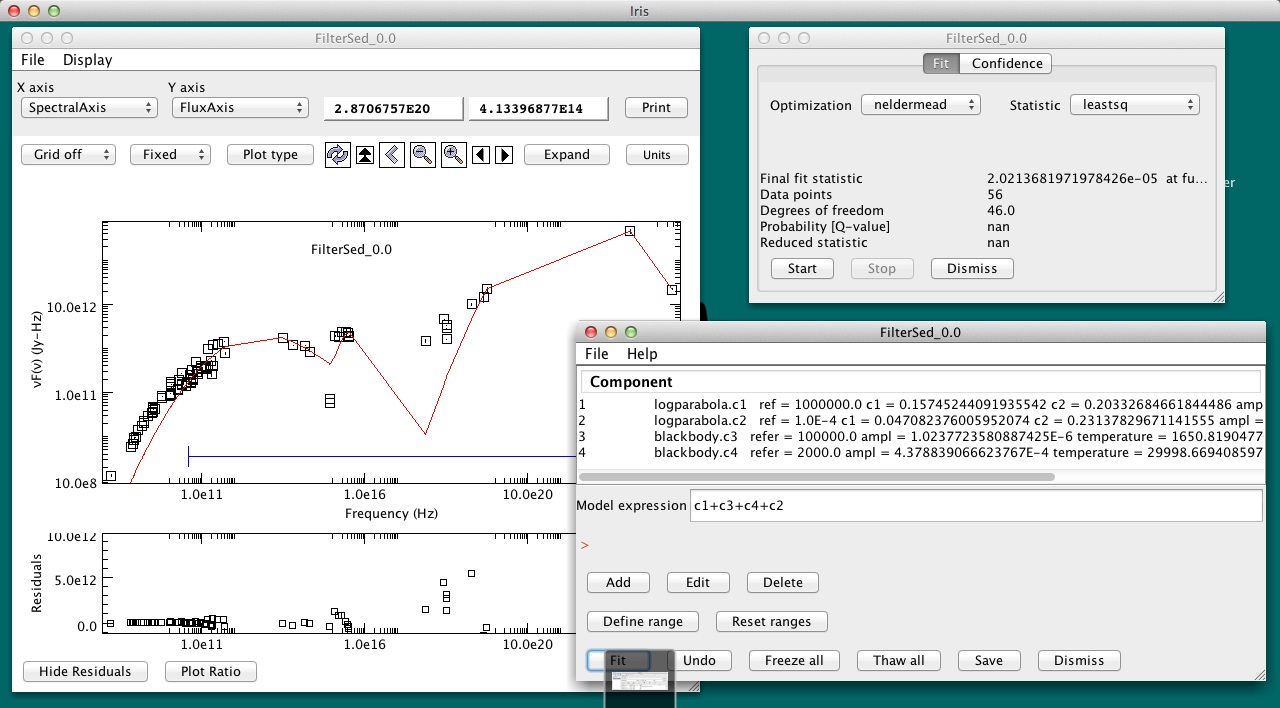 Iris
FilterSed_0.0
File Display
X axis Y axis
SpectralAxis FluxAxis 2.8706757E20 4.13396877E14 Print
Grid off Fixed Plot type Expand Units
FilterSed_0.0
νF(ν) (Jy-Hz)
10.0e12
1.0e11
10.0e8
1.0e11 1.0e16 10.0e20
Frequency (Hz)
Residuals
10.0e12
5.0e12
0.0
1.0e11 1.0e16 10.0e20
Hide Residuals Plot Ratio
FilterSed_0.0
Fit Confidence
Optimization neldermead Statistic leastsq
Final fit statistic 2.0213681971978426e-05 at fu...
Data points 56
Degrees of freedom 46.0
Probability [Q-value] nan
Reduced statistic nan
Start Stop Dismiss
er
FilterSed_0.0
File Help
Component
1 logparabola.c1 ref = 1000000.0 c1 = 0.15745244091935542 c2 = 0.20332684661844486 amp
2 logparabola.c2 ref = 1.0E-4 c1 = 0.047082376005952074 c2 = 0.23137829671141555 ampl =
3 blackbody.c3 refer = 100000.0 ampl = 1.0237723580887425E-6 temperature = 1650.8190477
4 blackbody.c4 refer = 2000.0 ampl = 4.378839066623767E-4 temperature = 29998.669408597
Model expression c1+c3+c4+c2
>
Add Edit Delete
Define range Reset ranges
Fit Undo Freeze all Thaw all Save Dismiss